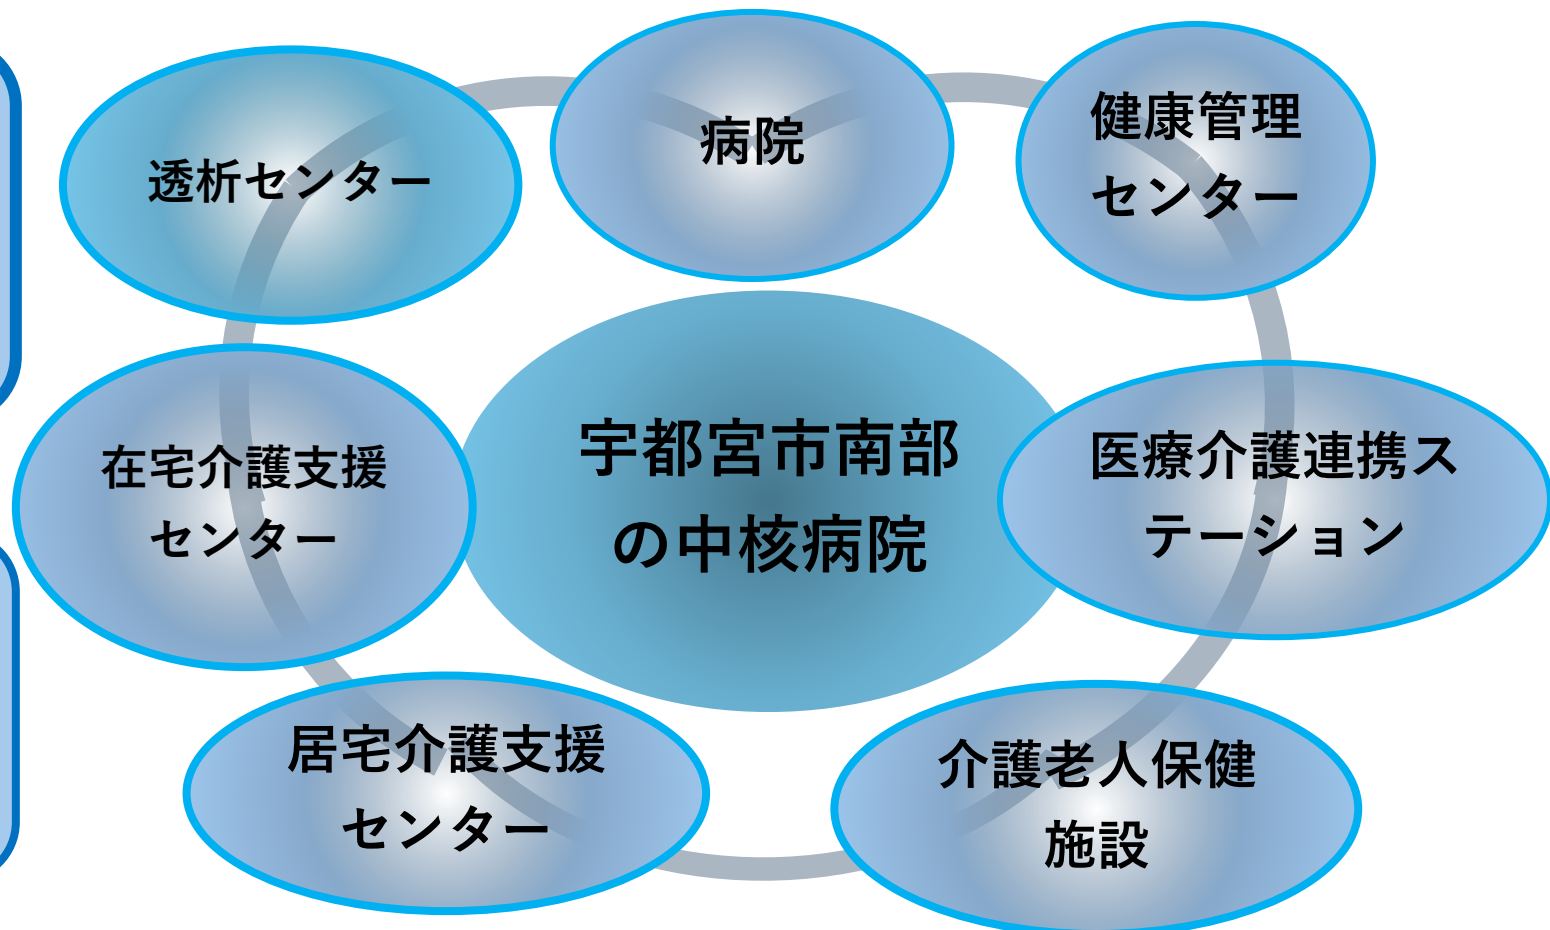 病院
健康管理
センター
透析センター
宇都宮市南部
の中核病院
医療介護連携ス
テーション
在宅介護支援
センター
居宅介護支援
センター
介護老人保健
施設